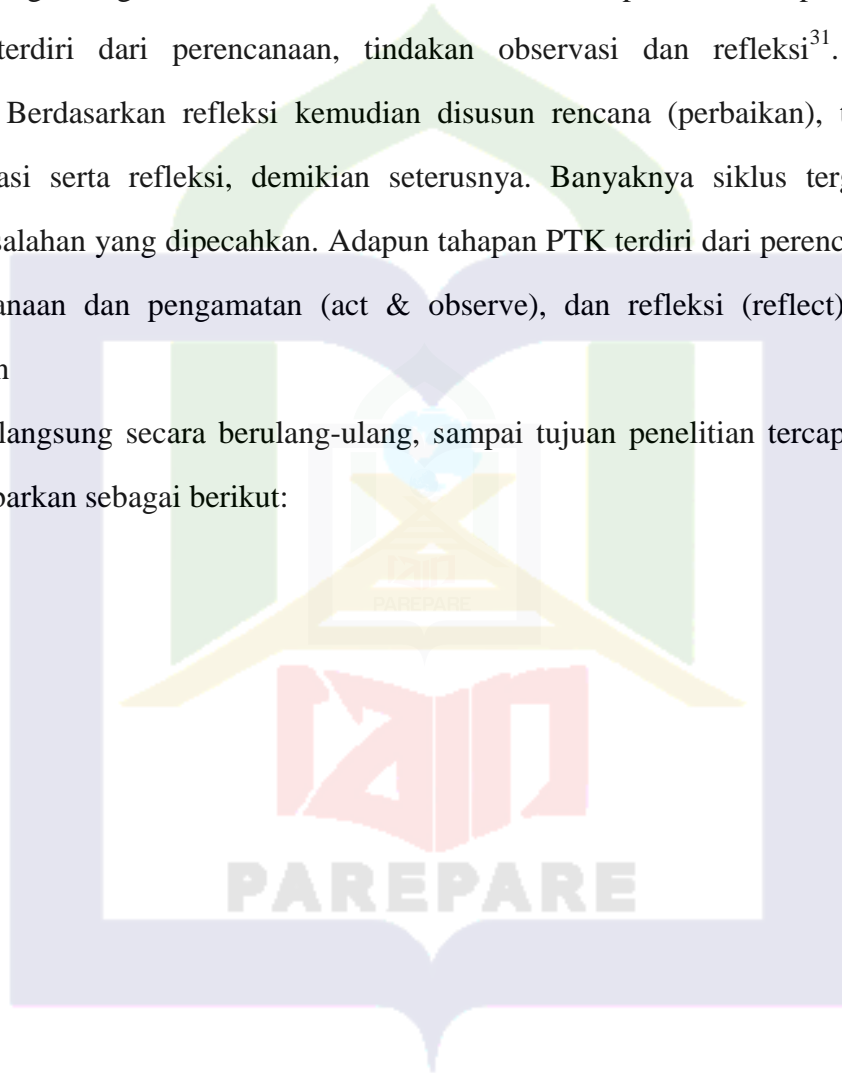 terdiri dari perencanaan, tindakan observasi dan refleksi31.
Berdasarkan refleksi kemudian disusun rencana (perbaikan),
asi serta refleksi, demikian seterusnya. Banyaknya siklus terg
salahan yang dipecahkan. Adapun tahapan PTK terdiri dari perenc
anaan dan pengamatan (act & observe), dan refleksi (reflect)
n
langsung secara berulang-ulang, sampai tujuan penelitian tercap
barkan sebagai berikut:
iain
PAREPARE
iain
PAREPARE